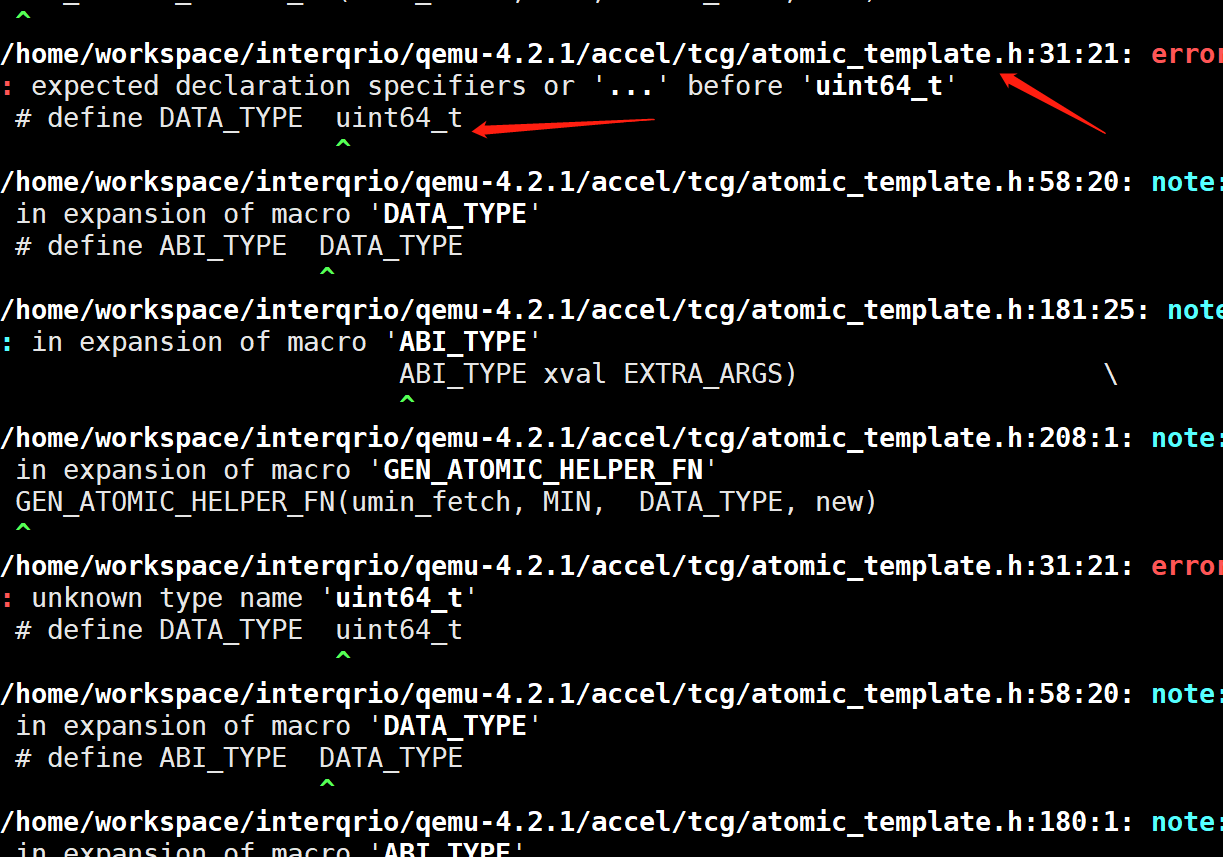 ^
/home/workspace/interqrio/qemu-4.2.1/accel/tcg/atomic_template.h:31:21: error
: expected declaration specifiers or '...' before 'uint64_t'
# define DATA_TYPE  uint64_t
^
/home/workspace/interqrio/qemu-4.2.1/accel/tcg/atomic_template.h:58:20: note:
in expansion of macro 'DATA_TYPE'
# define ABI_TYPE  DATA_TYPE
^
/home/workspace/interqrio/qemu-4.2.1/accel/tcg/atomic_template.h:181:25: note
: in expansion of macro 'ABI_TYPE'
ABI_TYPE xval EXTRA_ARGS)                   \
^
/home/workspace/interqrio/qemu-4.2.1/accel/tcg/atomic_template.h:208:1: note:
in expansion of macro 'GEN_ATOMIC_HELPER_FN'
GEN_ATOMIC_HELPER_FN(umin_fetch, MIN,  DATA_TYPE, new)
^
/home/workspace/interqrio/qemu-4.2.1/accel/tcg/atomic_template.h:31:21: error
: unknown type name 'uint64_t'
# define DATA_TYPE  uint64_t
^
/home/workspace/interqrio/qemu-4.2.1/accel/tcg/atomic_template.h:58:20: note:
in expansion of macro 'DATA_TYPE'
# define ABI_TYPE  DATA_TYPE
^
/home/workspace/interqrio/qemu-4.2.1/accel/tcg/atomic_template.h:180:1: note:
in expansion of macro 'ABI_TYPE'